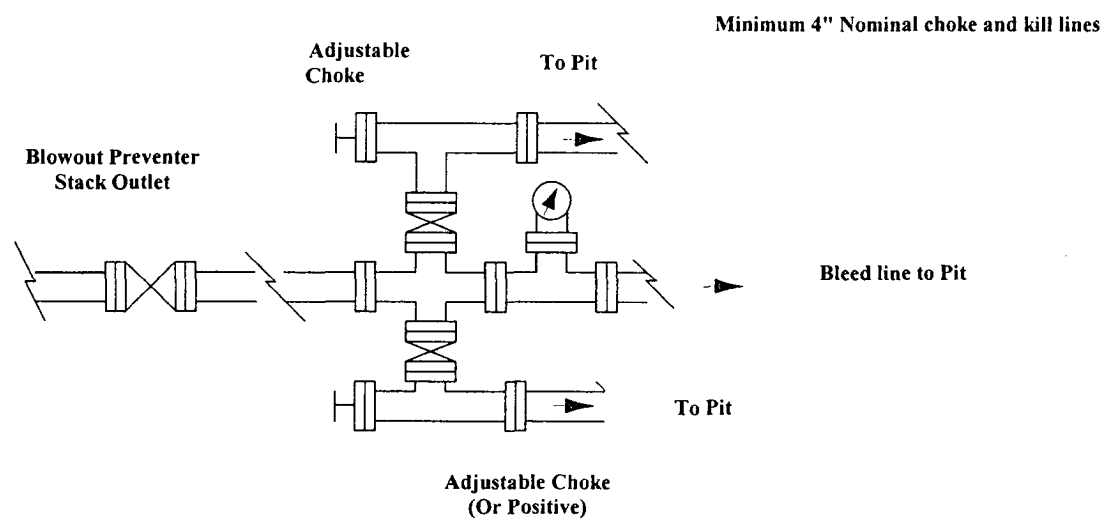 Minimum 4" Nominal choke and kill lines
Adjustable
Choke
To Pit
Blowout Preventer
Stack Outlet
Bleed line to Pit
To Pit
Adjustable Choke
(Or Positive)